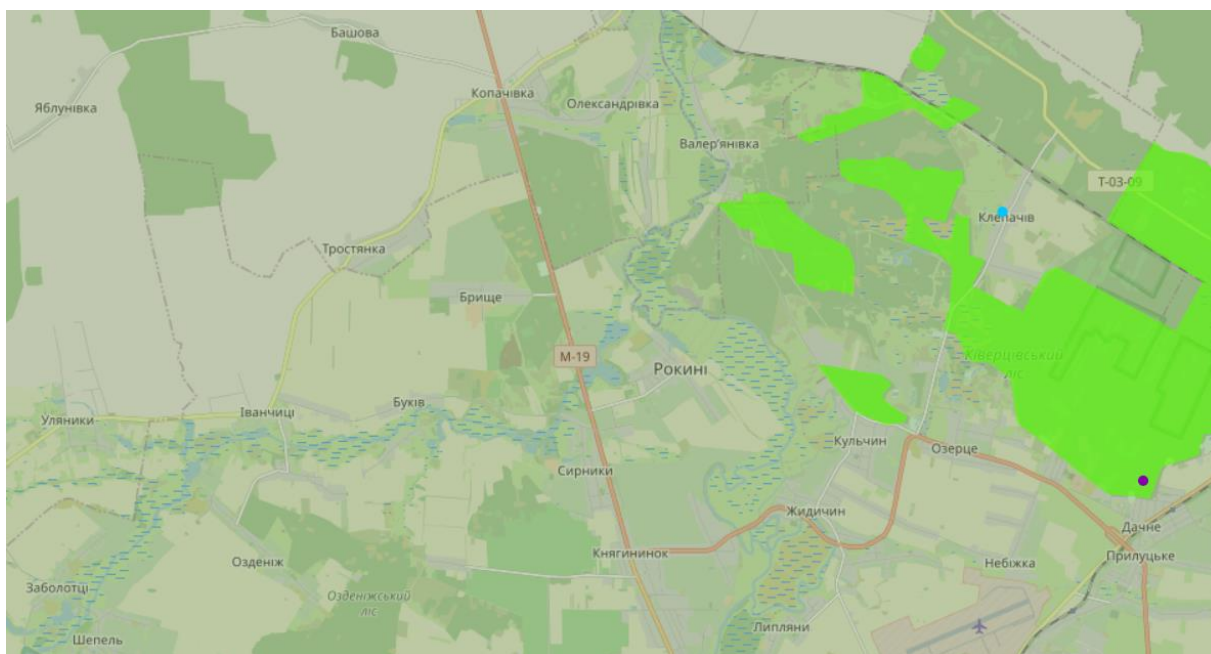 Башова
Яблунівка
Копачівка
Олександрівка
Валер'янівка
Т-03-09
Клепачів
Тростянка
Брище
М-19
Рокині
Ківерцівський
ліс
Буків
Іванчиці
Уляники
Кульчин
Озерце
Сирники
Жидичин
Дачне
Княгининок
Небіжка
Прилуцьке
Озденіж
Заболотці
Озденіжський
ліс
Липляни
Шепель